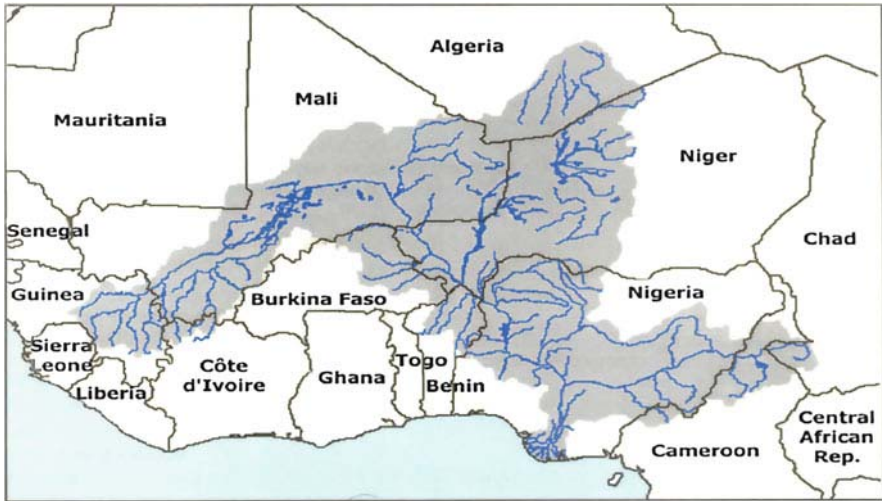 Algeria
Mali
Mauritania
Niger
Senegal
Chad
Guinea
Burkina Faso
Nigeria
Sierra
eone
Côte
d'Ivoire
Ghana
Togo
Benin
Liberia
Cameroon
Central
African
Rep.